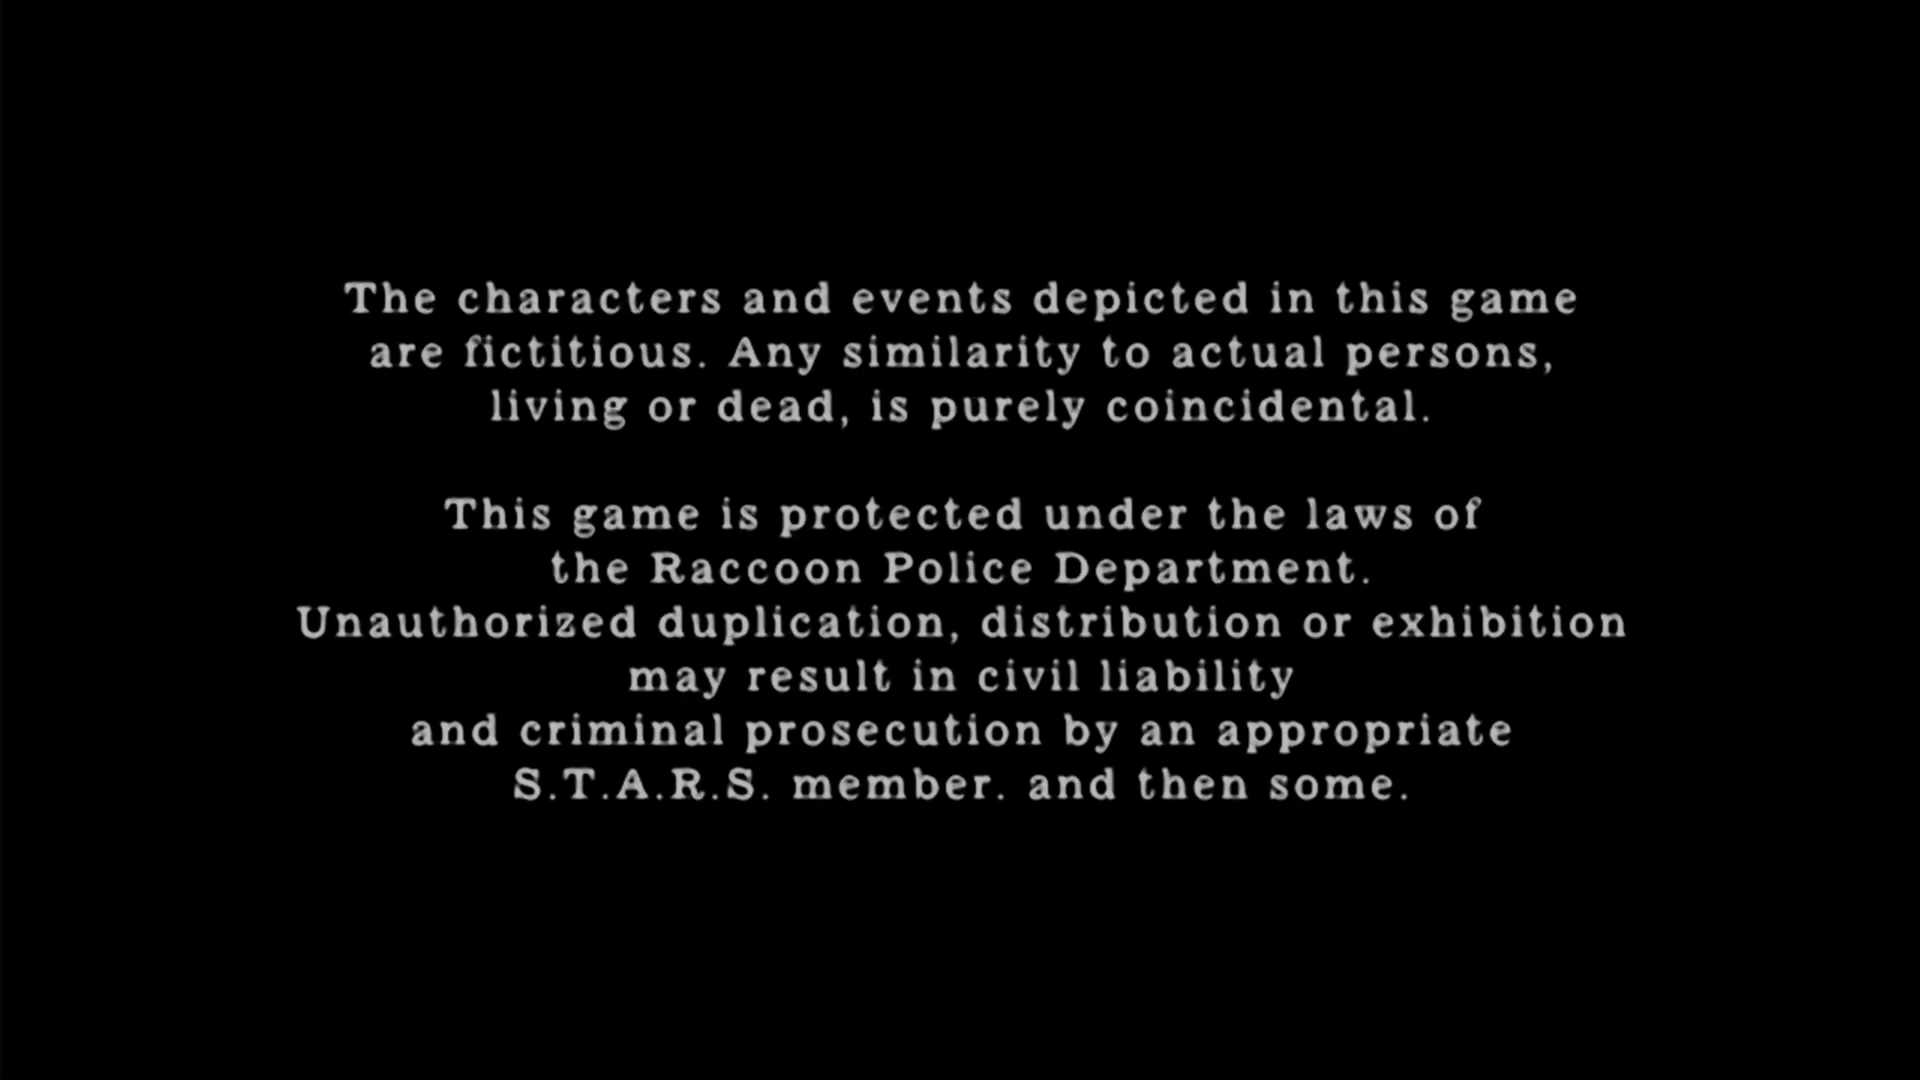 The characters and events depicted in this game
are fictitious. Any similarity to actual persons,
living or dead, is purely coincidental.
This game is protected under the laws of
the Raccoon Police Department.
Unauthorized duplication, distribution or exhibition
may result in civil liability
and criminal prosecution by an appropriate
S.T.A.R.S. member. and then some.